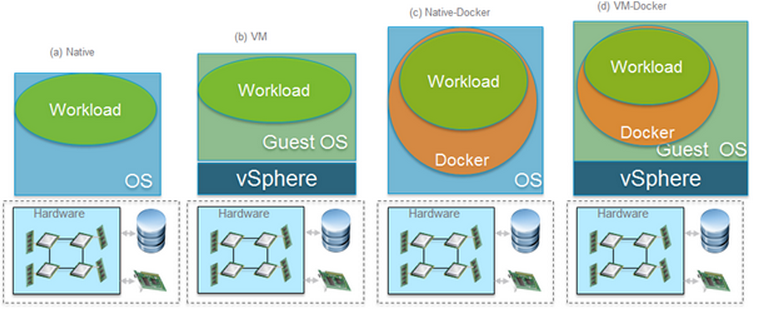 (a) Native
Workload
OS
Hardware
(b) VM
Workload
Guest OS
vSphere
Hardware
(c) Native-Docker
Workload
Docker
OS
Hardware
(d) VM-Docker
Workload
Docker
Guest OS
vSphere
Hardware